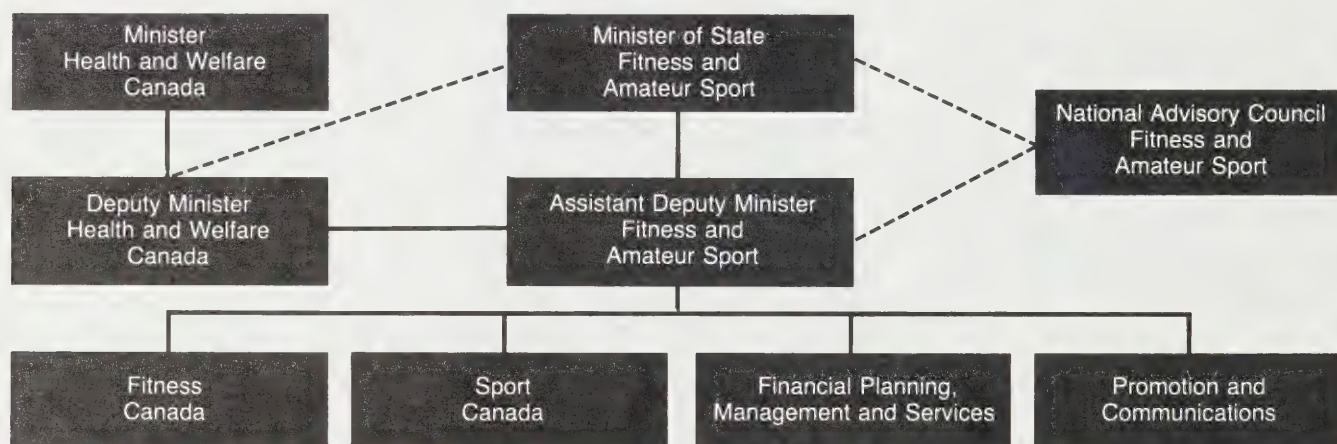 Minister
Health and Welfare
Canada
Minister of State
Fitness and
Amateur Sport
National Advisory Council
Fitness and
Amateur Sport
Deputy Minister
Health and Welfare
Canada
Assistant Deputy Minister
Fitness and
Amateur Sport
Fitness
Canada
Sport
Canada
Financial Planning,
Management and Services
Promotion and
Communications